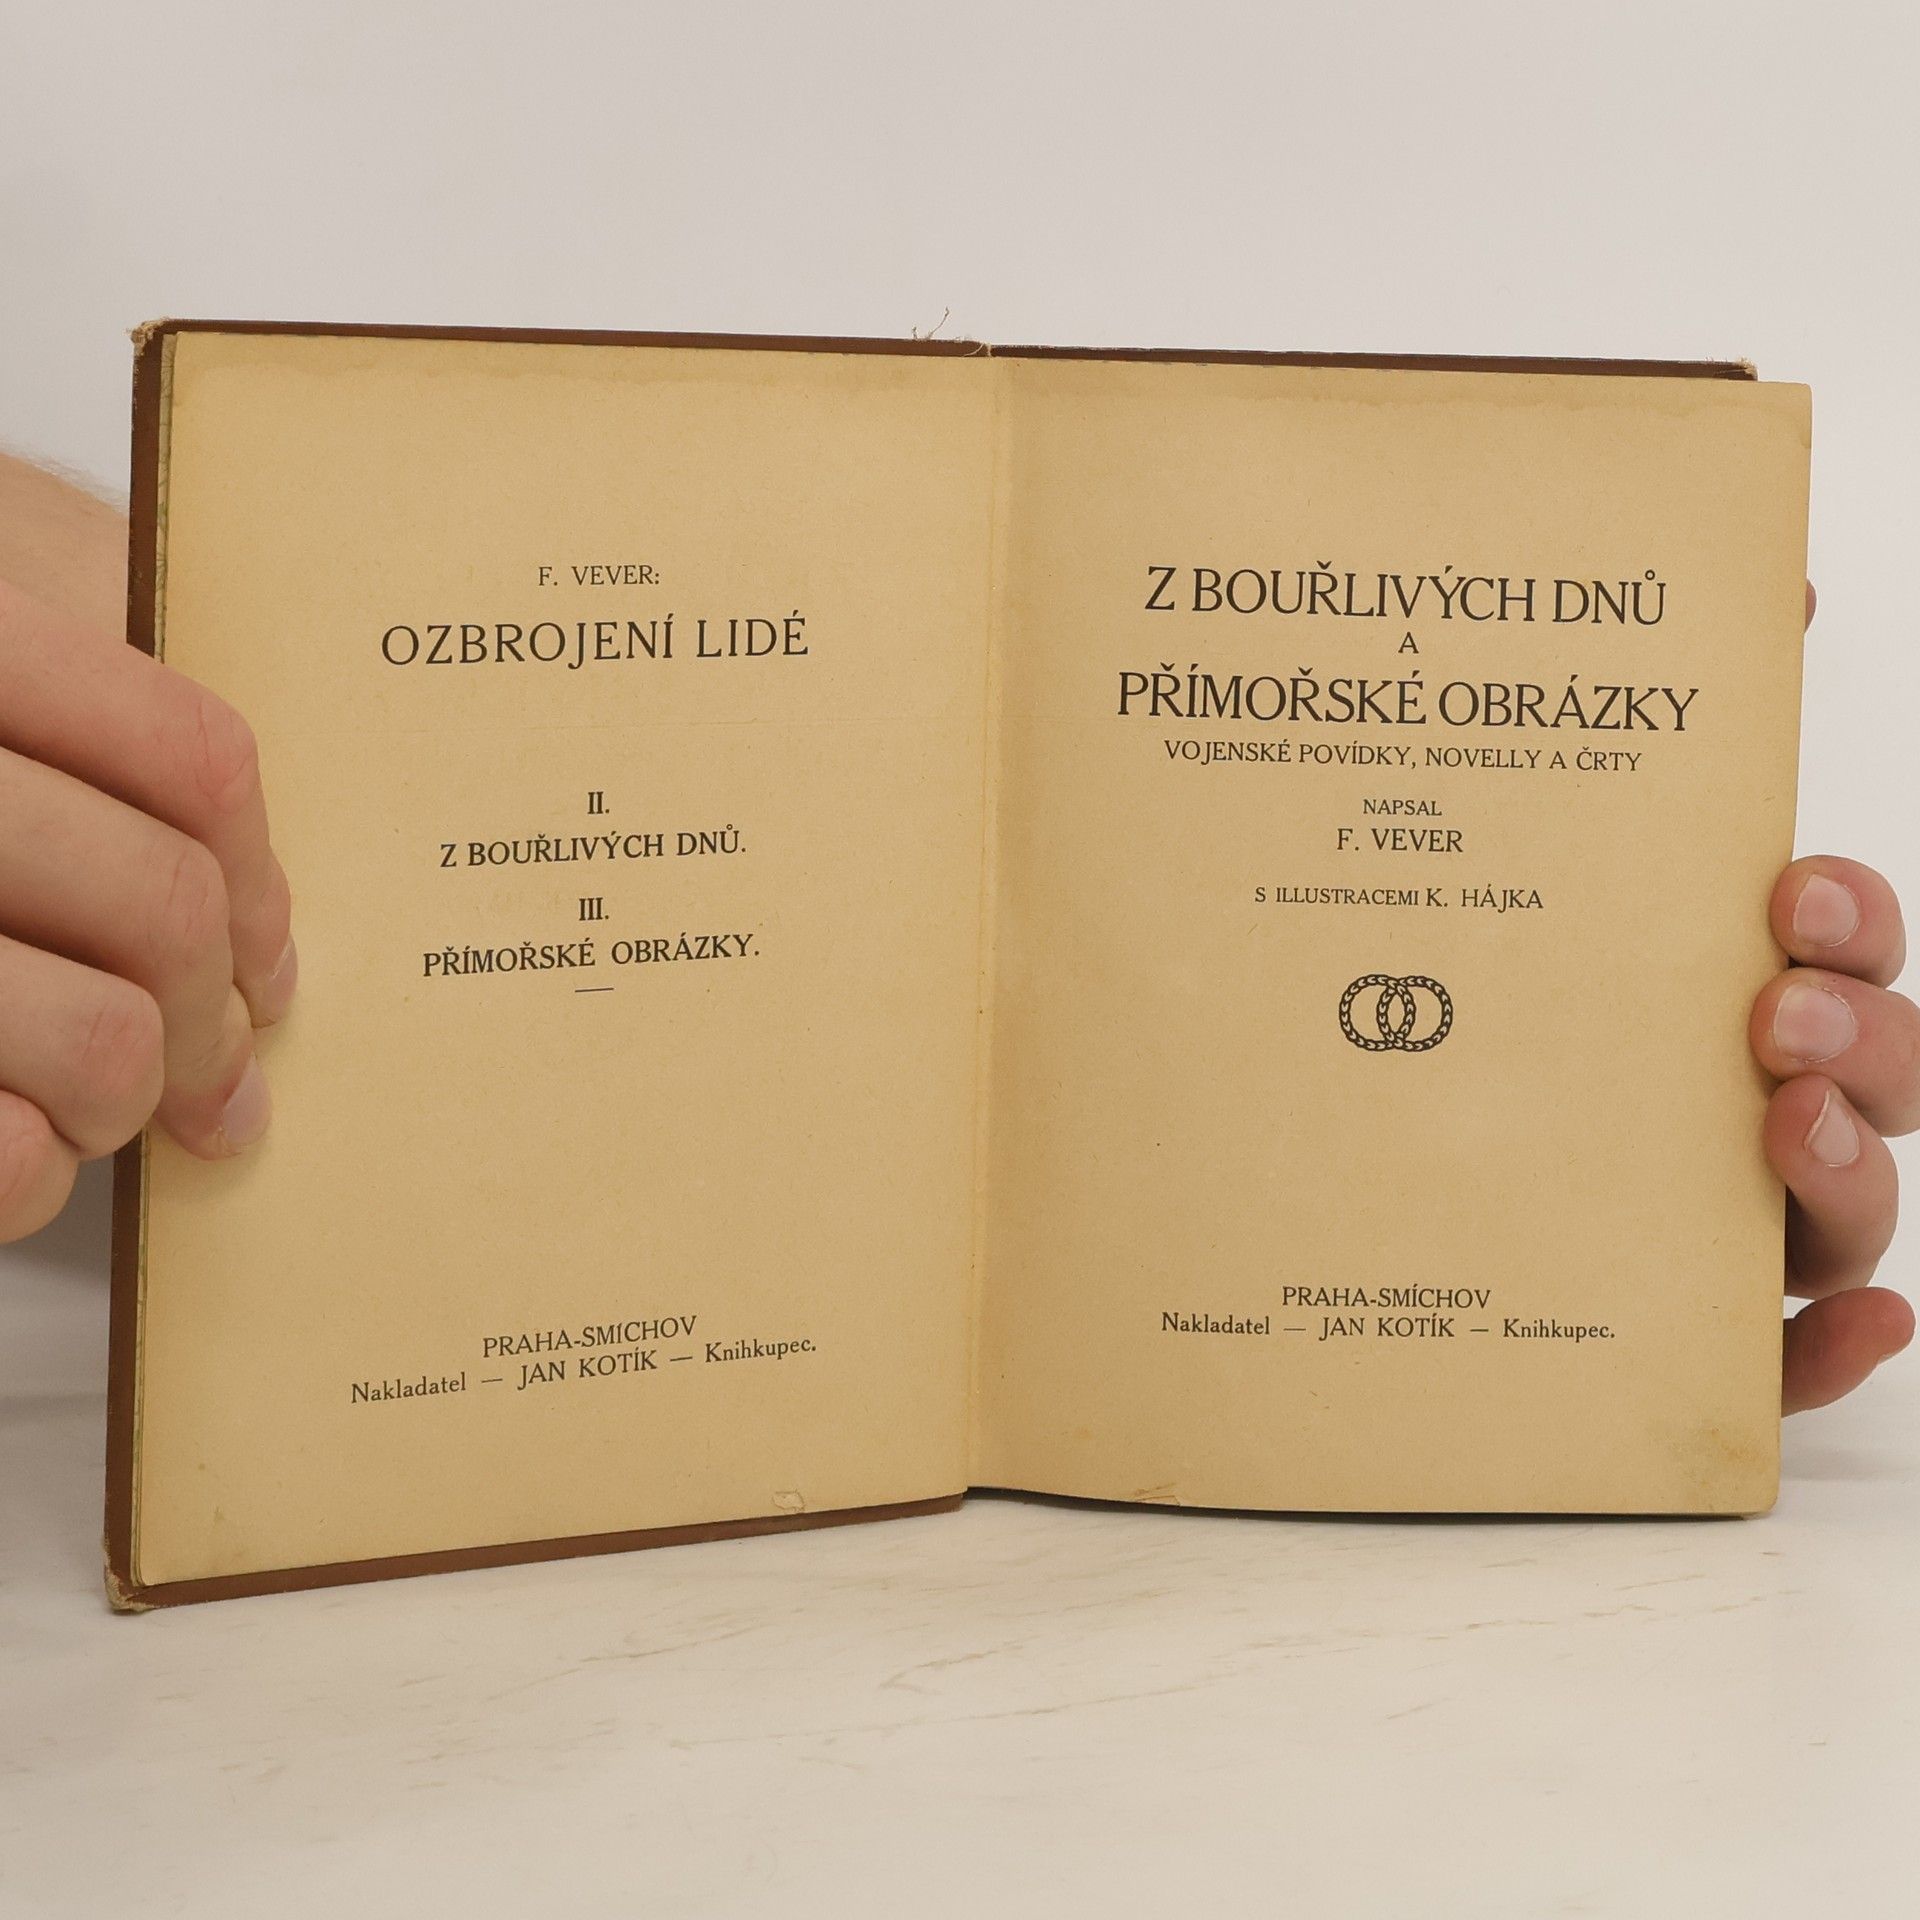 F. VEVER:
OZBROJENÍ LIDÉ
II.
Z BOUŘLIVÝCH DNŮ.
III.
PŘÍMOŘSKÉ OBRÁZKY.
PRAHA-SMÍCHOV
Nakladatel — JAN KOTÍK — Knihkupec.
Z BOUŘLIVÝCH DNŮ
A
PŘÍMOŘSKÉ OBRÁZKY
VOJENSKÉ POVÍDKY, NOVELLY A ČRTY
NAPSAL
F. VEVER
S ILLUSTRACEMI K. HÁJKA
PRAHA-SMÍCHOV
Nakladatel — JAN KOTÍK — Knihkupec.